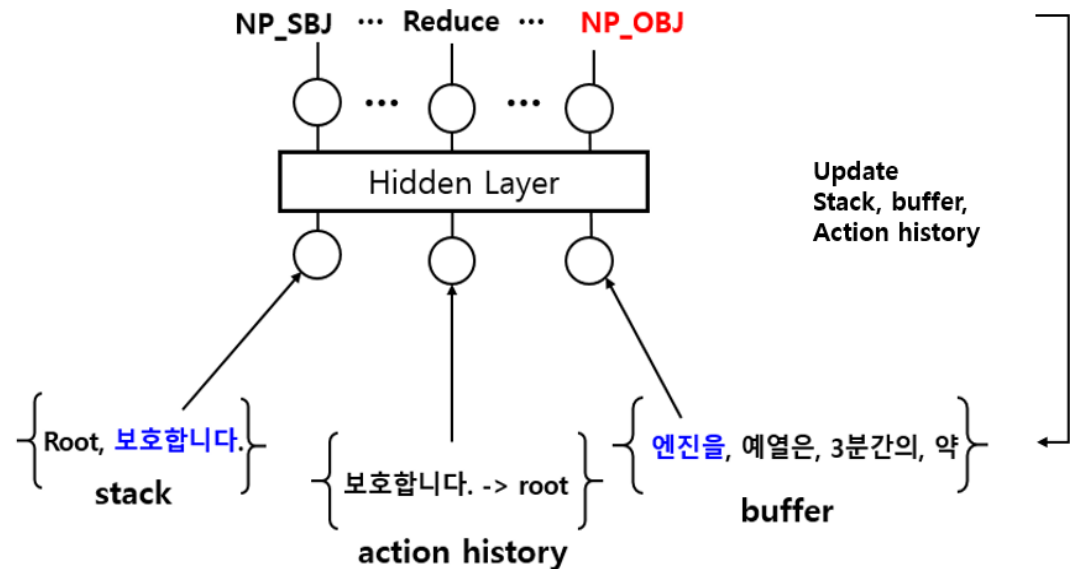 NP_SBJ ··· Reduce ··· NP_OBJ
··· ···
Hidden Layer
Update
Stack, buffer,
Action history
Root, 보호합니다.
stack
보호합니다. -> root
action history
엔진을, 예열은, 3분간의, 약
buffer